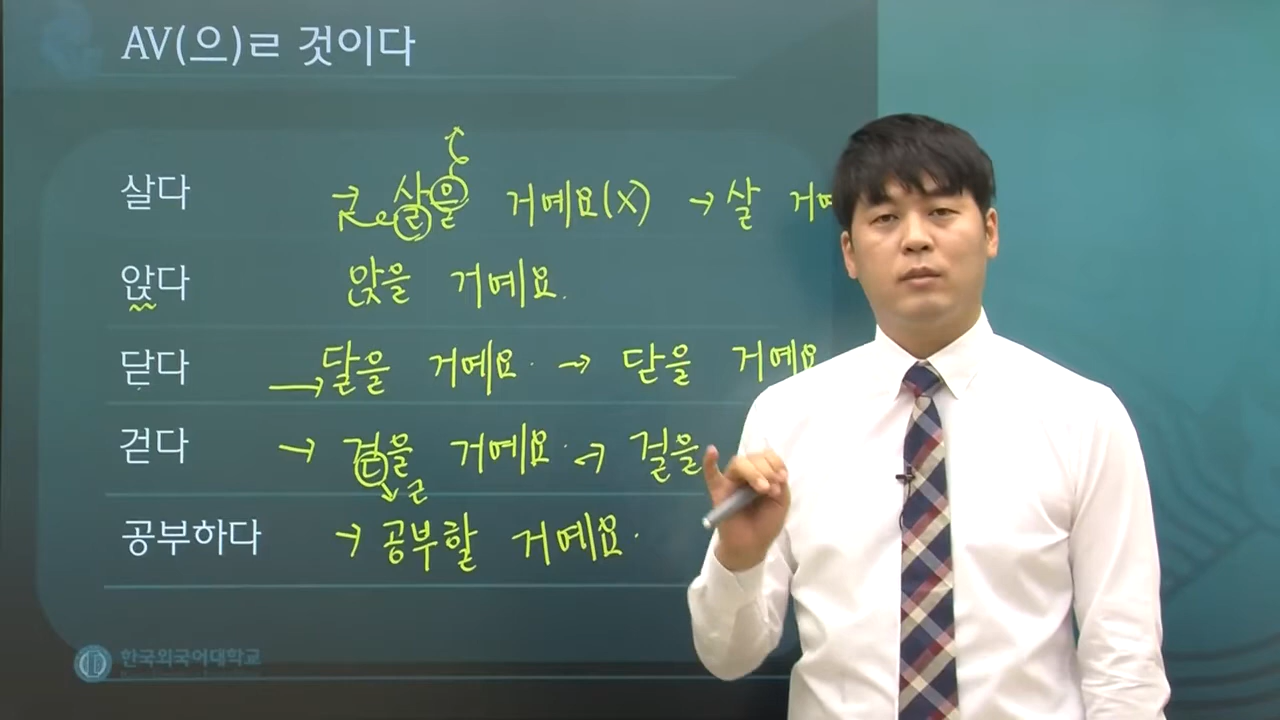 AV(으)ㄹ 것이다
살다 → 살을 거예요(X) → 살 거예
앉다 앉을 거예요.
닫다 → 달을 거예요. → 닫을 거예요
걷다 → 걷을 거예요. → 걸을
ㄹ
공부하다 → 공부할 거예요.
한국외국어대학교